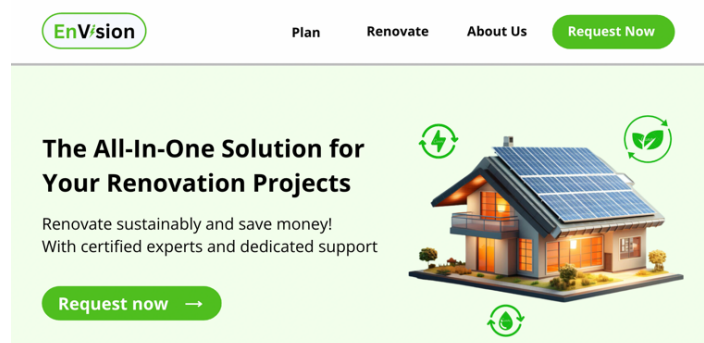 EnVision
Plan
Renovate
About Us
Request Now
The All-In-One Solution for
Your Renovation Projects
Renovate sustainably and save money!
With certified experts and dedicated support
Request now →